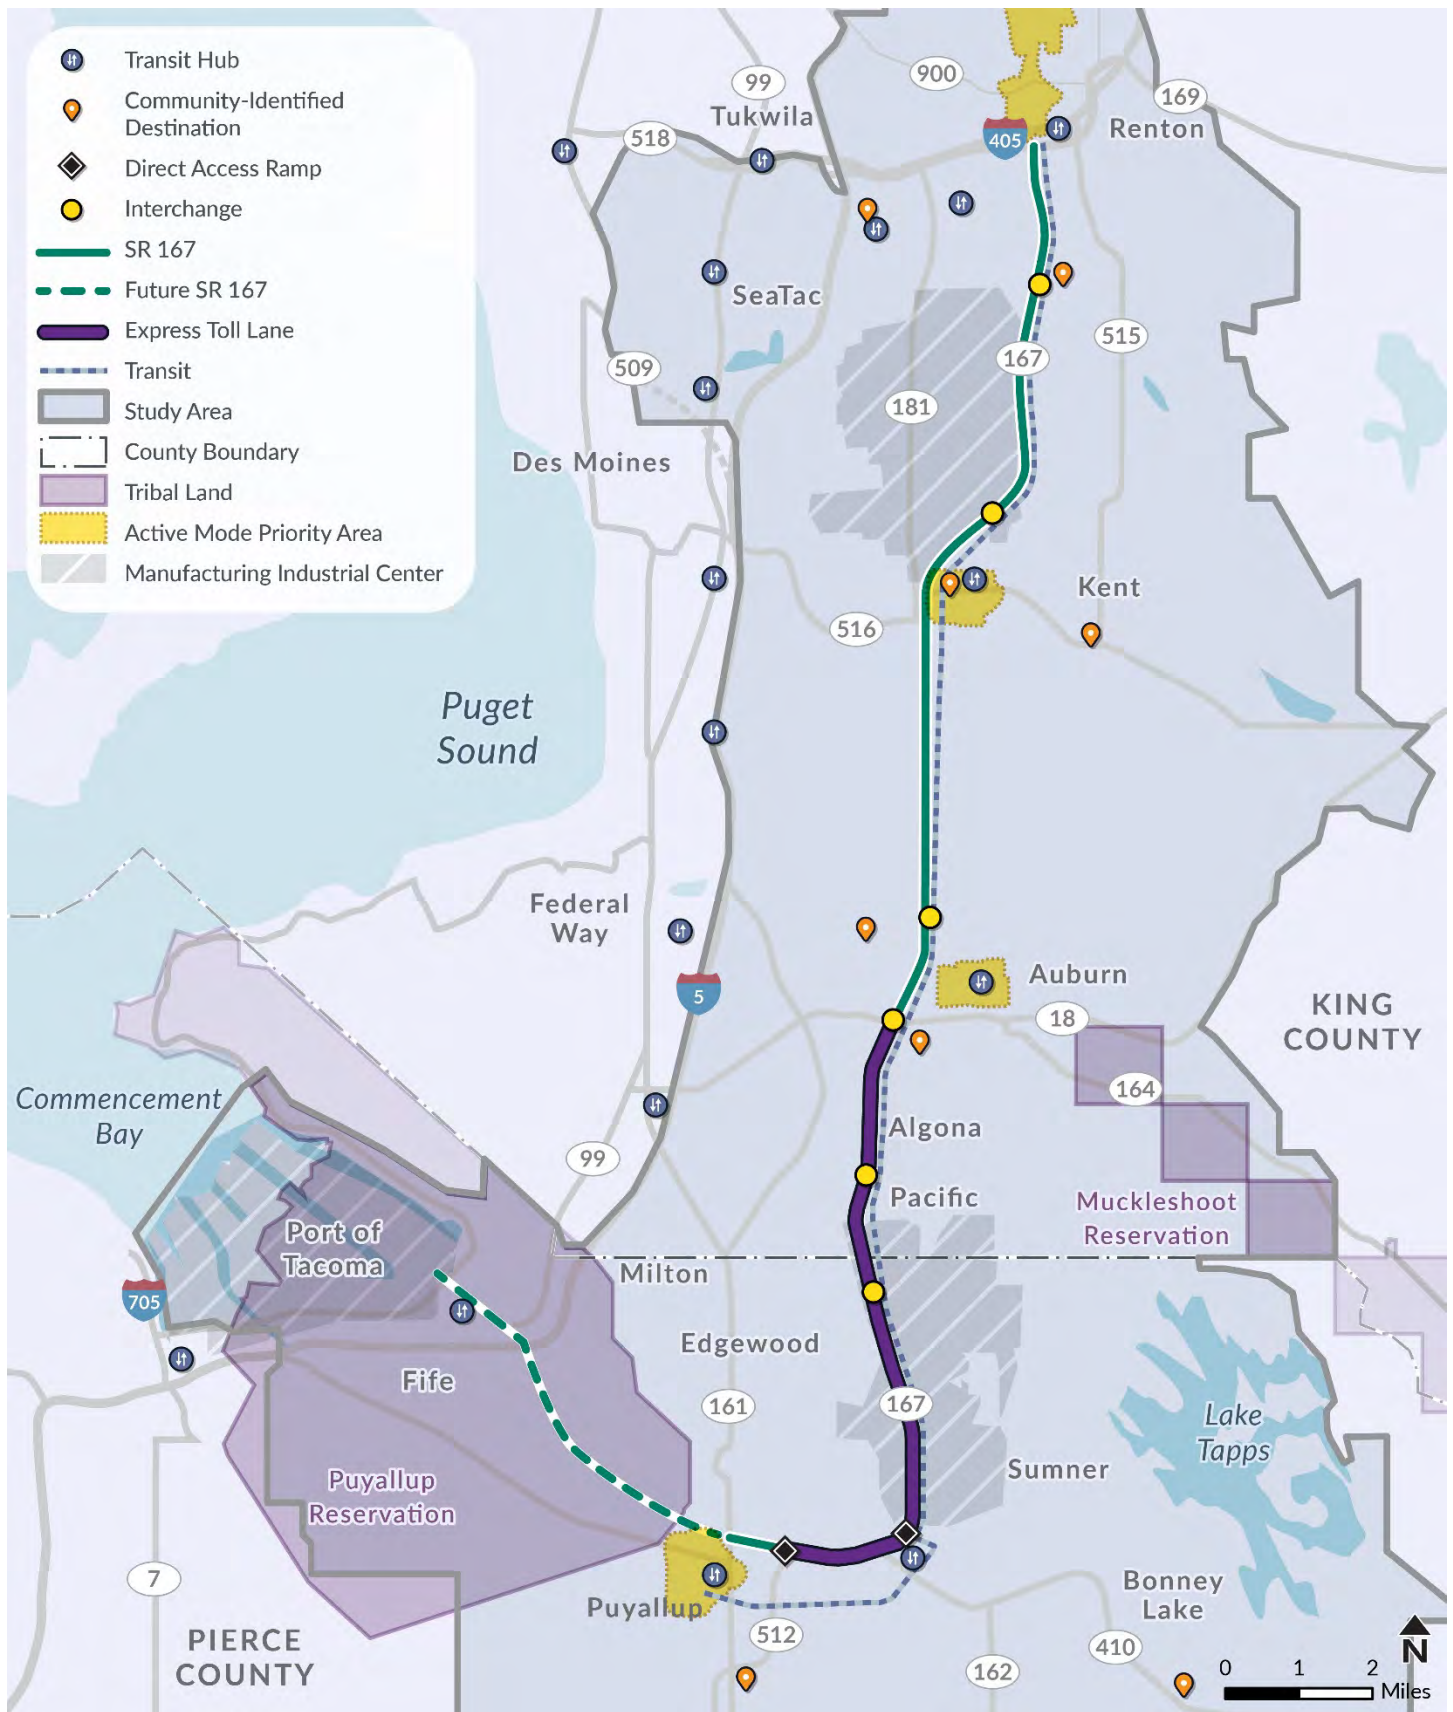 Transit Hub
Community-Identified
Destination
Direct Access Ramp
Interchange
SR 167
Future SR 167
Express Toll Lane
Transit
Study Area
County Boundary
Tribal Land
Active Mode Priority Area
Manufacturing Industrial Center
99
900
169
Tukwila
518
405
Renton
SeaTac
515
167
509
181
Des Moines
Kent
516
Puget
Sound
Federal
Way
Auburn
5
KING
COUNTY
18
164
Commencement
Bay
Algona
99
Pacific
Muckleshoot
Reservation
Port of
Tacoma
Milton
705
Edgewood
Fife
161
167
Lake
Tapps
Sumner
Puyallup
Reservation
7
Bonney
Lake
Puyallup
PIERCE
COUNTY
512
410
162
N
0 1 2
Miles